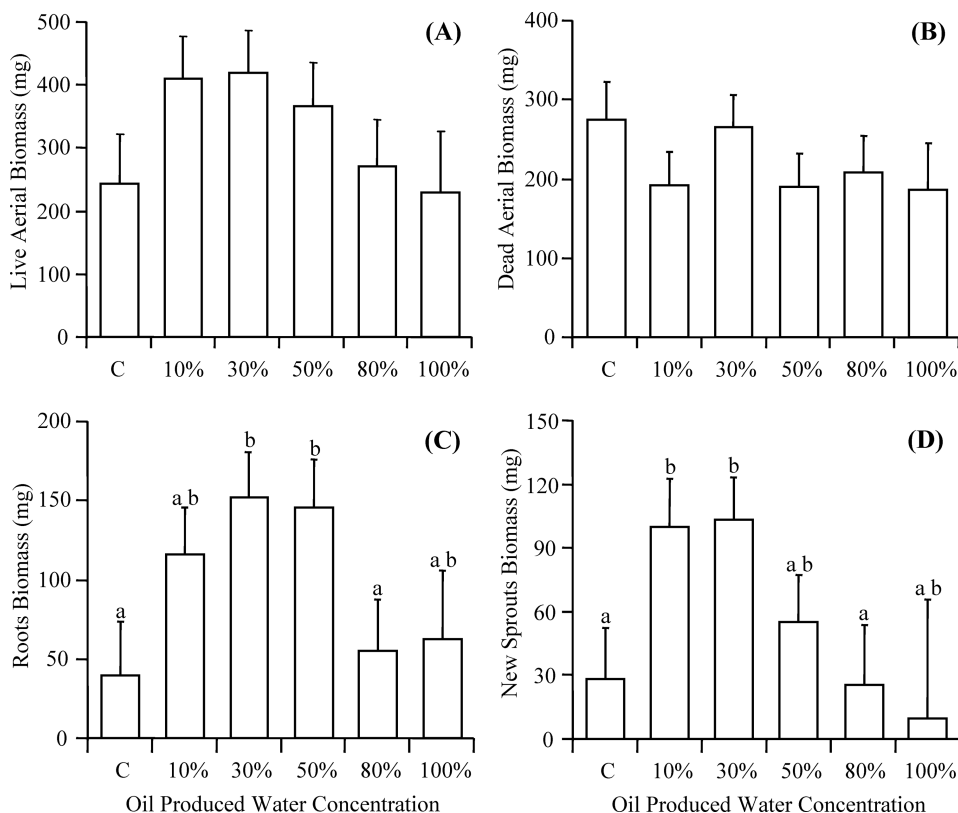 (A)
Live Aerial Biomass (mg)
500
400
300
200
100
0
C 10% 30% 50% 80% 100%
(B)
Dead Aerial Biomass (mg)
400
300
200
100
0
C 10% 30% 50% 80% 100%
(C)
Roots Biomass (mg)
200
150
100
50
0
a
a b
b
b
a
a b
C 10% 30% 50% 80% 100%
Oil Produced Water Concentration
(D)
New Sprouts Biomass (mg)
150
120
90
60
30
0
a
b
b
a b
a
a b
C 10% 30% 50% 80% 100%
Oil Produced Water Concentration